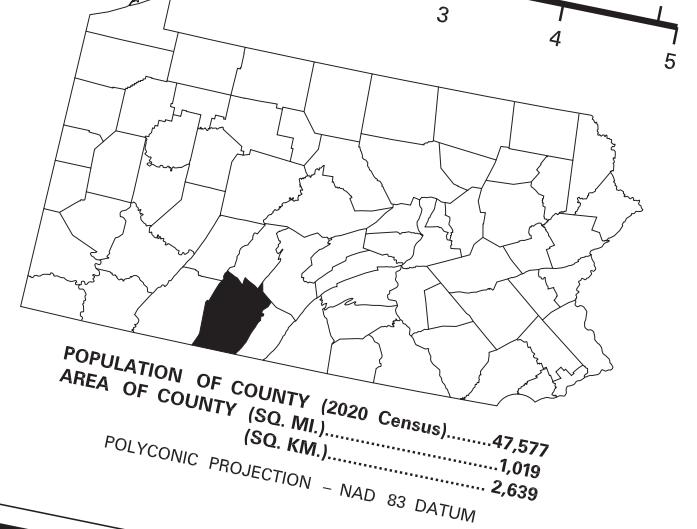 3
4
5
POPULATION OF COUNTY (2020 Census).........47,577
AREA OF COUNTY (SQ. MI.)....................................1,019
(SQ. KM.).................................... 2,639
POLYCONIC PROJECTION – NAD 83 DATUM